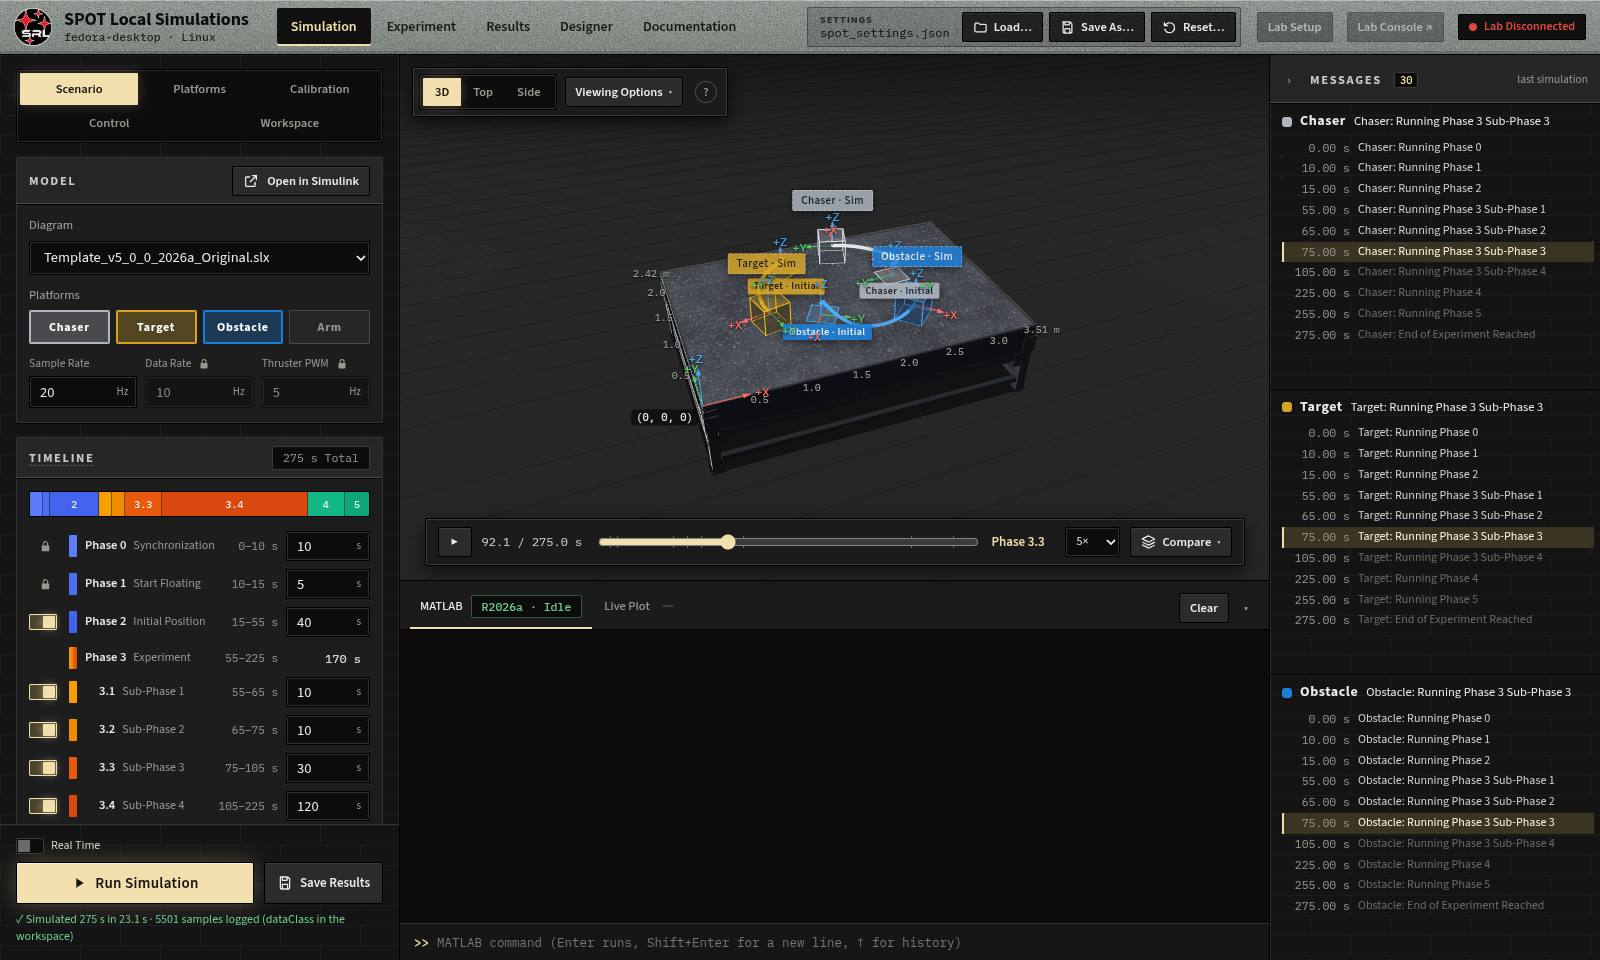 SRL
SPOT Local Simulations
fedora-desktop · Linux
Simulation
Experiment
Results
Designer
Documentation
SETTINGS
spot_settings.json
Load...
Save As...
Reset...
Lab Setup
Lab Console ↗
Lab Disconnected
Scenario
Platforms
Calibration
Control
Workspace
MODEL
Open in Simulink
Diagram
Template_v5_0_0_2026a_Original.slx
Platforms
Chaser
Target
Obstacle
Arm
Sample Rate
Data Rate
Thruster PWM
20 Hz
10 Hz
5 Hz
TIMELINE
275 s Total
2
3.3
3.4
4
5
Phase 0 Synchronization 0–10 s 10 s
Phase 1 Start Floating 10–15 s 5 s
Phase 2 Initial Position 15–55 s 40 s
Phase 3 Experiment 55–225 s 170 s
3.1 Sub-Phase 1 55–65 s 10 s
3.2 Sub-Phase 2 65–75 s 10 s
3.3 Sub-Phase 3 75–105 s 30 s
3.4 Sub-Phase 4 105–225 s 120 s
Real Time
Run Simulation
Save Results
✓ Simulated 275 s in 23.1 s · 5501 samples logged (dataClass in the
workspace)
3D
Top
Side
Viewing Options
?
Chaser · Sim
+Z
+X
+Y
+Z
+Z
Obstacle · Sim
Target · Sim
2.42 m
+Z
Target · Initial
Chaser · Initial
2.0
1.5
+X
+Y
+X
Obstacle · Initial
+X
3.51 m
1.0
3.0
2.5
+Z
2.0
0.5
1.5
1.0
+X
0.5
(0, 0, 0)
92.1 / 275.0 s
Phase 3.3
5×
Compare
MATLAB
R2026a · Idle
Live Plot —
Clear
>> MATLAB command (Enter runs, Shift+Enter for a new line, ↑ for history)
MESSAGES 30
last simulation
Chaser Chaser: Running Phase 3 Sub-Phase 3
0.00 s Chaser: Running Phase 0
10.00 s Chaser: Running Phase 1
15.00 s Chaser: Running Phase 2
55.00 s Chaser: Running Phase 3 Sub-Phase 1
65.00 s Chaser: Running Phase 3 Sub-Phase 2
75.00 s Chaser: Running Phase 3 Sub-Phase 3
105.00 s Chaser: Running Phase 3 Sub-Phase 4
225.00 s Chaser: Running Phase 4
255.00 s Chaser: Running Phase 5
275.00 s Chaser: End of Experiment Reached
Target Target: Running Phase 3 Sub-Phase 3
0.00 s Target: Running Phase 0
10.00 s Target: Running Phase 1
15.00 s Target: Running Phase 2
55.00 s Target: Running Phase 3 Sub-Phase 1
65.00 s Target: Running Phase 3 Sub-Phase 2
75.00 s Target: Running Phase 3 Sub-Phase 3
105.00 s Target: Running Phase 3 Sub-Phase 4
225.00 s Target: Running Phase 4
255.00 s Target: Running Phase 5
275.00 s Target: End of Experiment Reached
Obstacle Obstacle: Running Phase 3 Sub-Phase 3
0.00 s Obstacle: Running Phase 0
10.00 s Obstacle: Running Phase 1
15.00 s Obstacle: Running Phase 2
55.00 s Obstacle: Running Phase 3 Sub-Phase 1
65.00 s Obstacle: Running Phase 3 Sub-Phase 2
75.00 s Obstacle: Running Phase 3 Sub-Phase 3
105.00 s Obstacle: Running Phase 3 Sub-Phase 4
225.00 s Obstacle: Running Phase 4
255.00 s Obstacle: Running Phase 5
275.00 s Obstacle: End of Experiment Reached